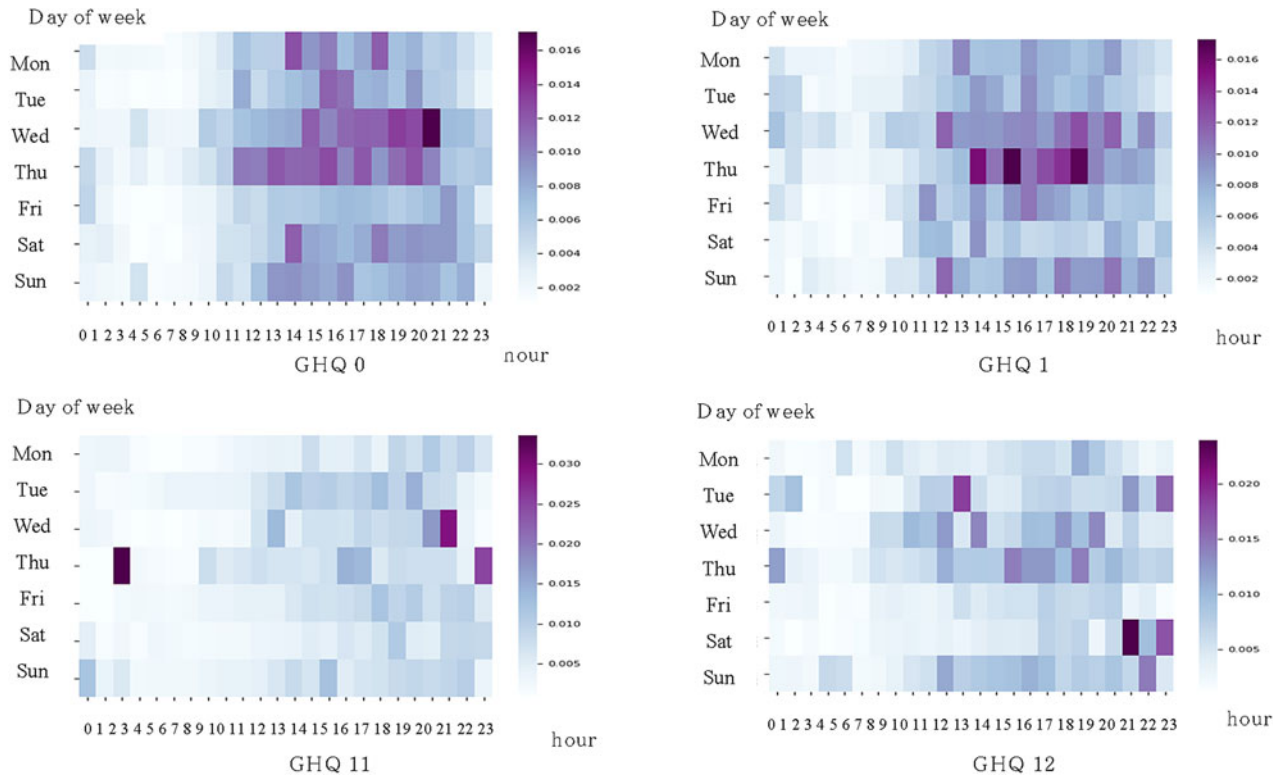 Day of week
Mon
Tue
Wed
Thu
Fri
Sat
Sun
0 1 2 3 4 5 6 7 8 9 10 11 12 12 13 14 15 16 17 18 19 20 21 22 23
0.016
0.014
0.012
0.010
0.008
0.006
0.004
0.002
nour
GHQ 0
Day of week
Mon
Tue
Wed
Thu
Fri
Sat
Sun
0 1 2 3 4 5 6 7 8 9 10 11 12 13 14 15 16 17 18 19 20 21 22 23
0.016
0.014
0.012
0.010
0.008
0.006
0.004
0.002
hour
GHQ 1
Day of week
Mon
Tue
Wed
Thu
Fri
Sat
Sun
0 1 2 3 4 5 6 7 8 9 10 11 12 13 14 15 16 17 18 19 20 21 22 23
0.030
0.025
0.020
0.015
0.010
0.005
hour
GHQ 11
Day of week
Mon
Tue
Wed
Thu
Fri
Sat
Sun
0 1 2 3 4 5 6 7 8 9 10 11 12 13 14 15 16 17 18 19 20 21 22 23
0.020
0.015
0.010
0.005
hour
GHQ 12